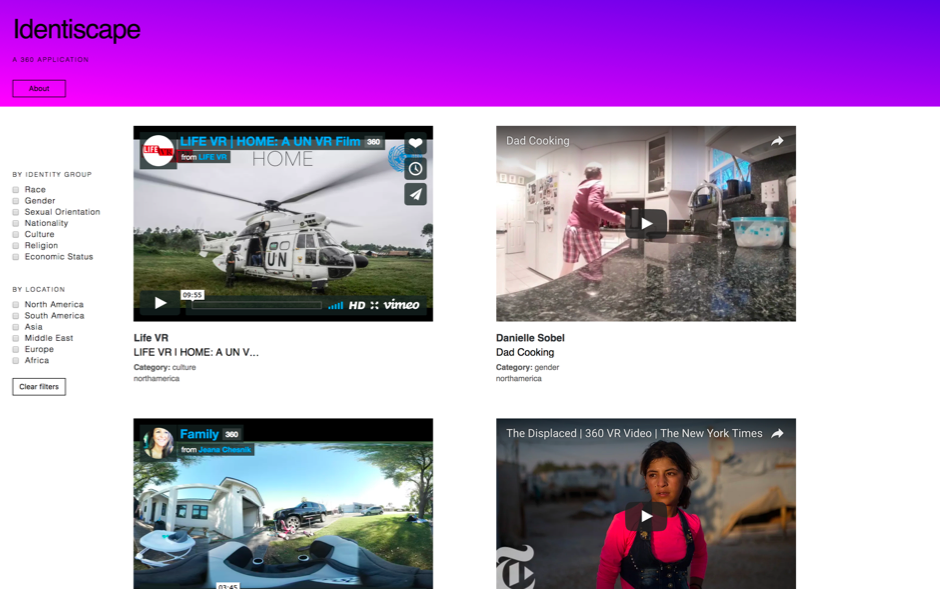 Identiscape
A 360 APPLICATION
About
BY IDENTITY GROUP
Race
Gender
Sexual Orientation
Nationality
Culture
Religion
Economic Status
BY LOCATION
North America
South America
Asia
Middle East
Europe
Africa
Clear filters
LIFE VR | HOME: A UN VR Film 360
from LIFE VR
LIFE VR
HOME
UN
09:55
HD vimeo
Life VR
LIFE VR I HOME: A UN V...
Category: culture
northamerica
Dad Cooking
Danielle Sobel
Dad Cooking
Category: gender
northamerica
Family 360
from Jeana Chesnik
03:45
The Displaced | 360 VR Video | The New York Times